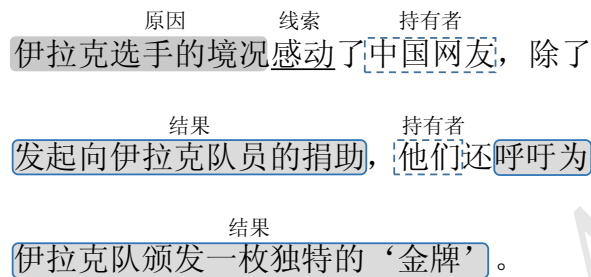 原因 线索 持有者
伊拉克选手的境况感动了中国网友，除了
结果 持有者
发起向伊拉克队员的捐助，他们还呼吁为
结果
伊拉克队颁发一枚独特的‘金牌’。